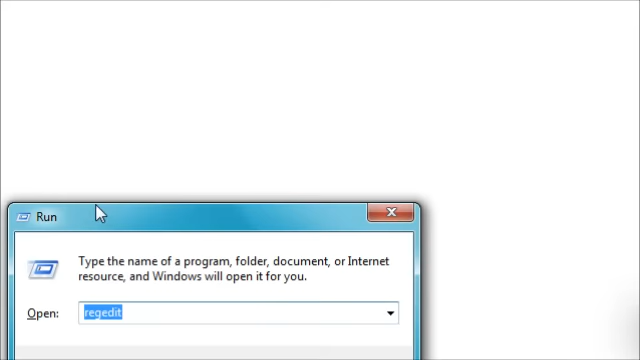 Run
Type the name of a program, folder, document, or Internet
resource, and Windows will open it for you.
Open: regedit